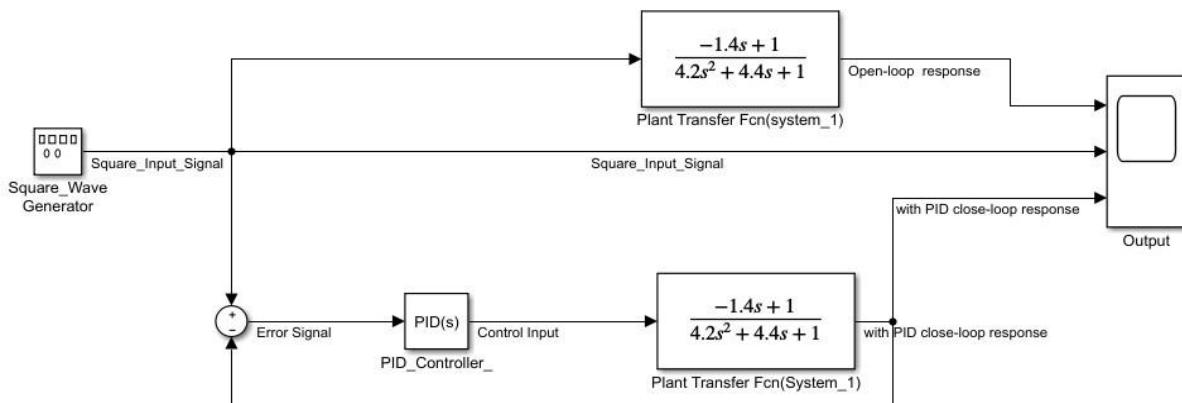 -1.4s + 1
4.2s² + 4.4s + 1
Open-loop response
Plant Transfer Fcn(system_1)
Square_Input_Signal
Square_Input_Signal
Square_Wave
Generator
with PID close-loop response
Output
+
−
Error Signal
PID(s)
Control Input
PID_Controller_
-1.4s + 1
4.2s² + 4.4s + 1
with PID close-loop response
Plant Transfer Fcn(System_1)